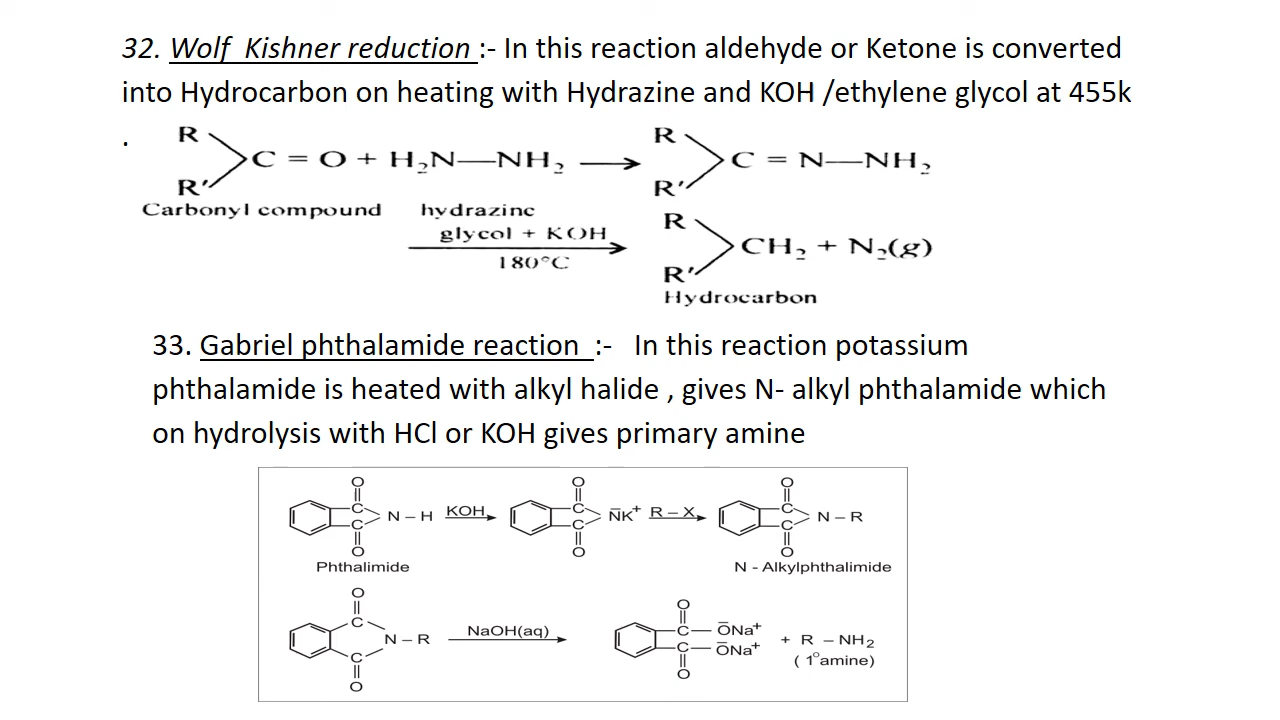 32. Wolf Kishner reduction :- In this reaction aldehyde or Ketone is converted
into Hydrocarbon on heating with Hydrazine and KOH /ethylene glycol at 455k
.
R
C = O + H₂N—NH₂ ⟶
R′
R
C = N—NH₂
R′
Carbonyl compound hydrazinc
glycol + KOH
180°C
R
CH₂ + N₂(g)
R′
Hydrocarbon
33. Gabriel phthalamide reaction :- In this reaction potassium
phthalamide is heated with alkyl halide , gives N- alkyl phthalamide which
on hydrolysis with HCl or KOH gives primary amine
O O O
C C C
N – H KOH N̄K⁺ R – X N – R
C C C
O O O
Phthalimide N - Alkylphthalimide
O O
C C — ŌNa⁺
N – R NaOH(aq) + R – NH₂
C C — ŌNa⁺ ( 1° amine)
O O